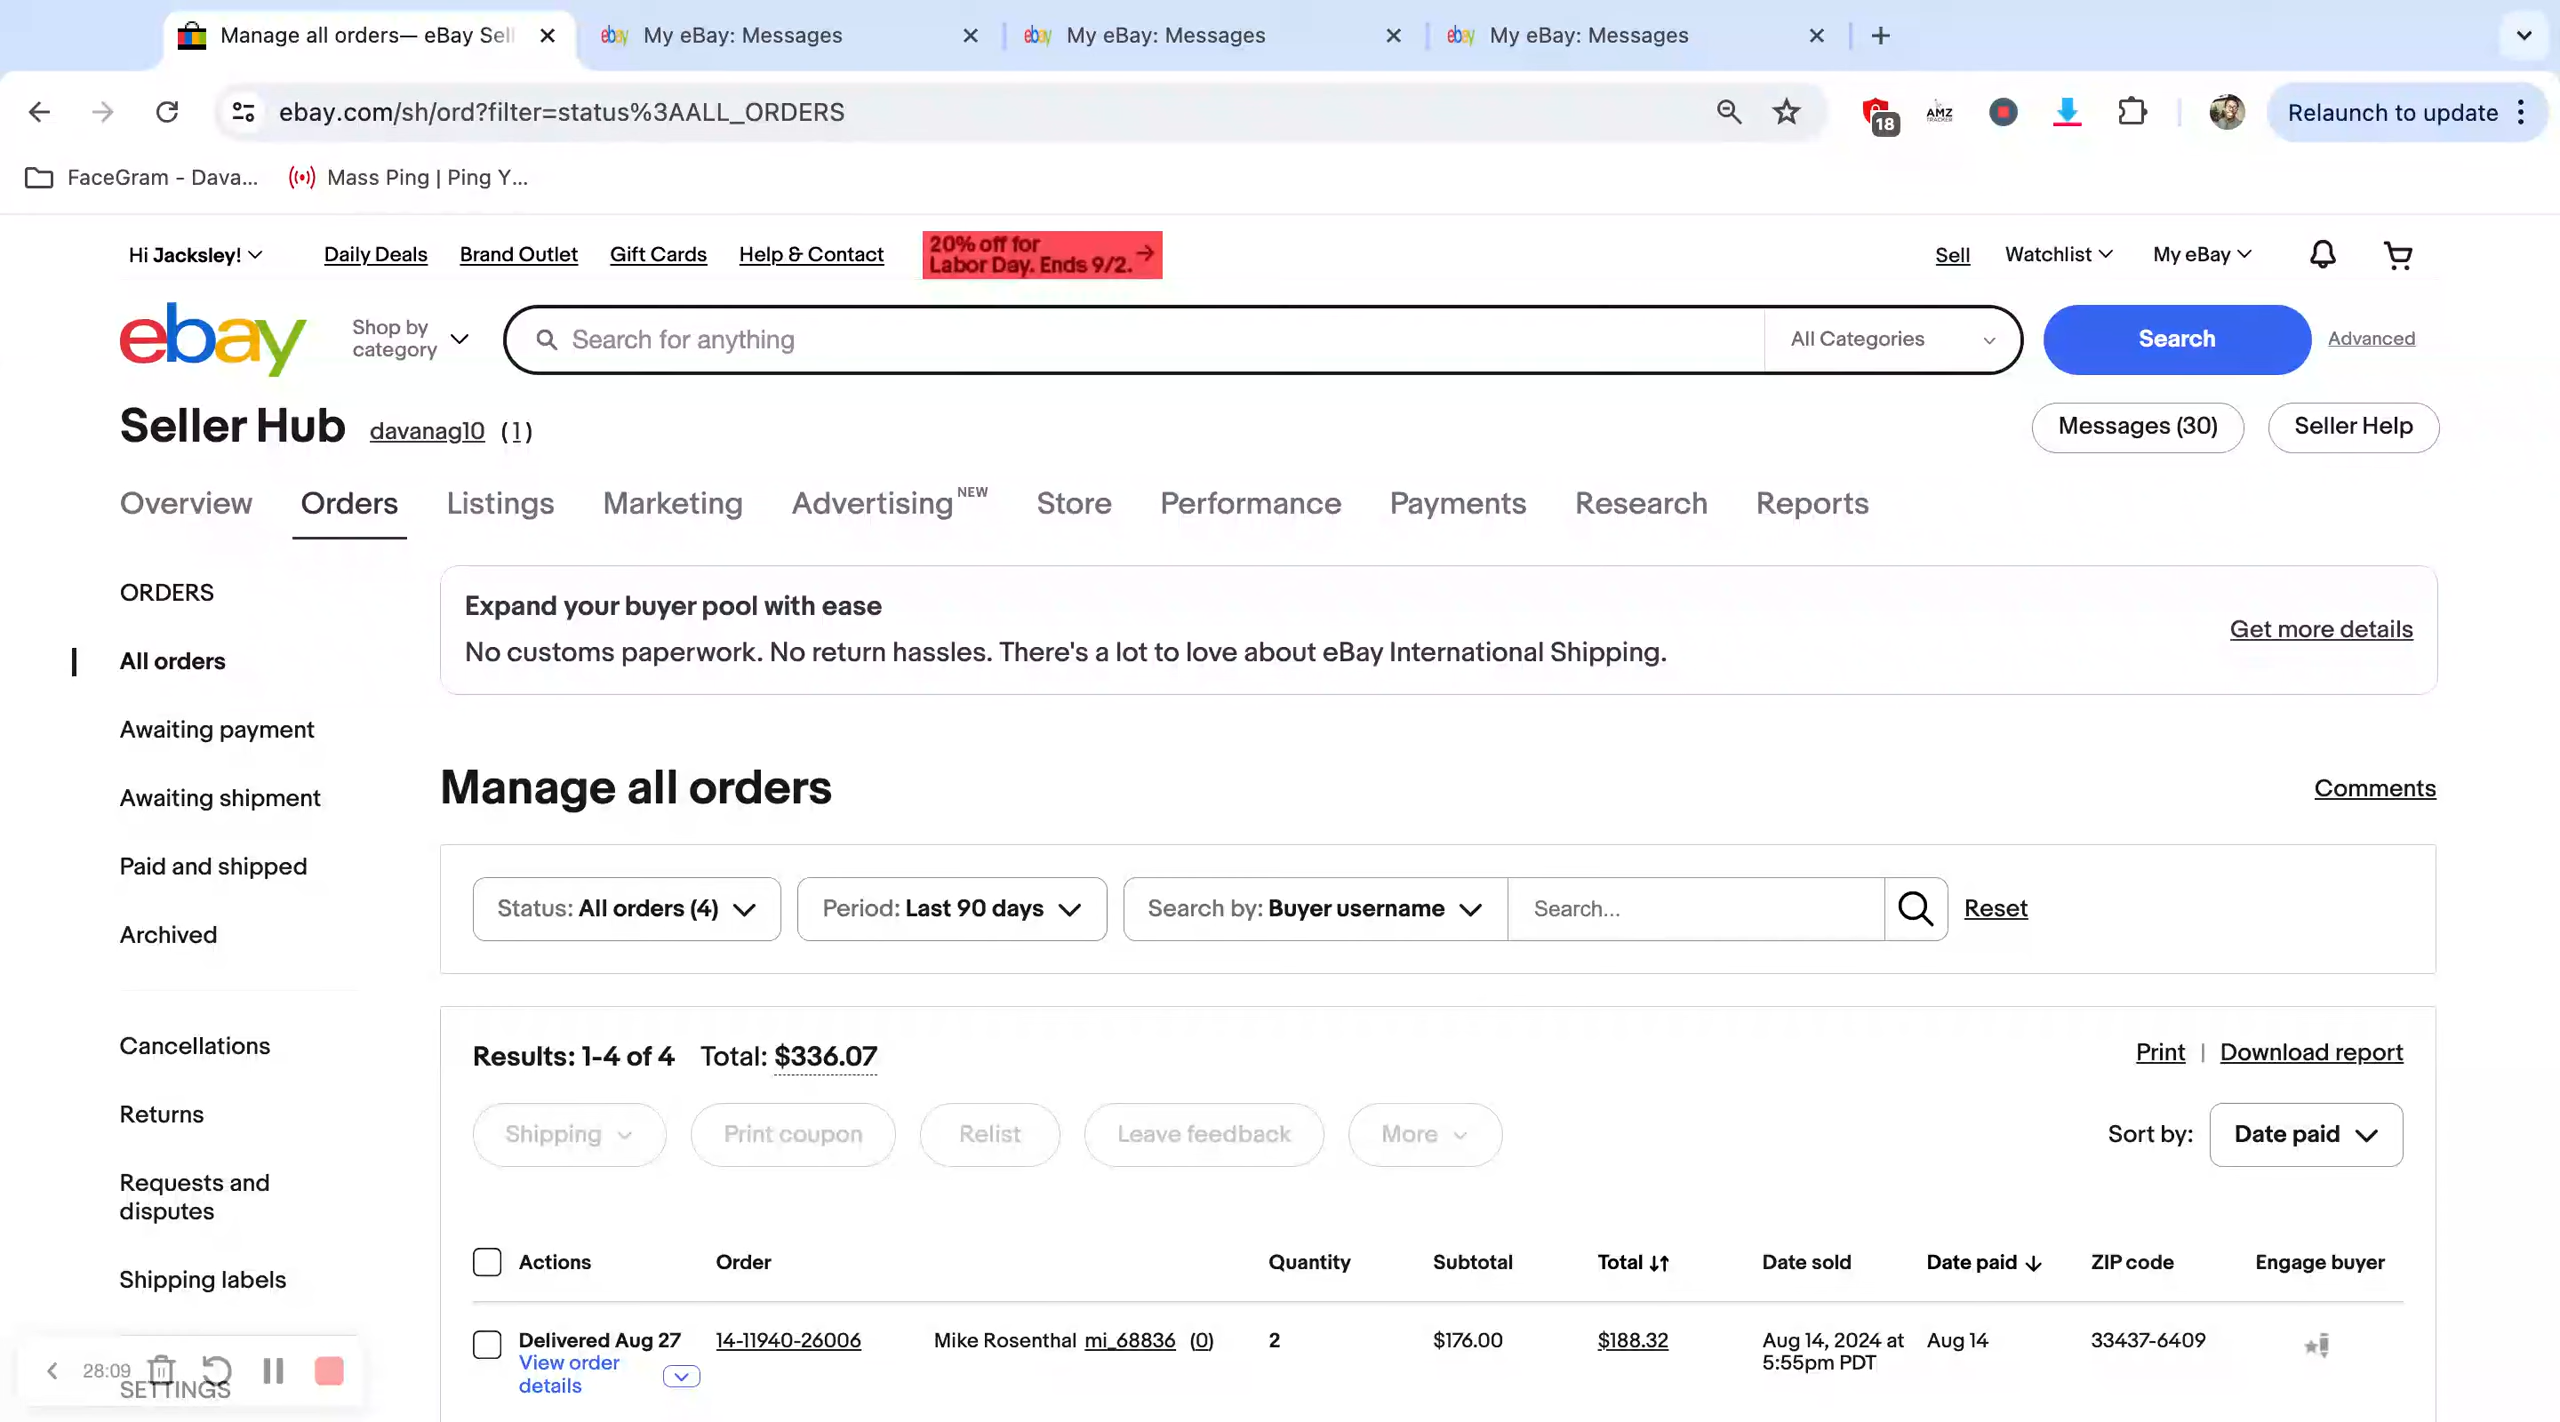 Manage all orders— eBay Sell
ebay My eBay: Messages
ebay My eBay: Messages
ebay My eBay: Messages
ebay.com/sh/ord?filter=status%3AALL_ORDERS
18
AMZ
TRACKER
Relaunch to update
FaceGram - Dava...
Mass Ping | Ping Y...
Hi Jacksley!
Daily Deals
Brand Outlet
Gift Cards
Help & Contact
20% off for
Labor Day. Ends 9/2.
Sell
Watchlist
My eBay
ebay
Shop by
category
Search for anything
All Categories
Search
Advanced
Seller Hub davanag10 (1)
Messages (30)
Seller Help
Overview
Orders
Listings
Marketing
Advertising NEW
Store
Performance
Payments
Research
Reports
ORDERS
All orders
Awaiting payment
Awaiting shipment
Paid and shipped
Archived
Cancellations
Returns
Requests and
disputes
Shipping labels
SETTINGS
28:09
Expand your buyer pool with ease
No customs paperwork. No return hassles. There's a lot to love about eBay International Shipping.
Get more details
Manage all orders
Comments
Status: All orders (4)
Period: Last 90 days
Search by: Buyer username
Search...
Reset
Results: 1-4 of 4 Total: $336.07
Print | Download report
Shipping
Print coupon
Relist
Leave feedback
More
Sort by: Date paid
Actions Order Quantity Subtotal Total Date sold Date paid ZIP code Engage buyer
Delivered Aug 27 14-11940-26006 Mike Rosenthal mi_68836 (0) 2 $176.00 $188.32 Aug 14, 2024 at Aug 14 33437-6409
View order 5:55pm PDT
details